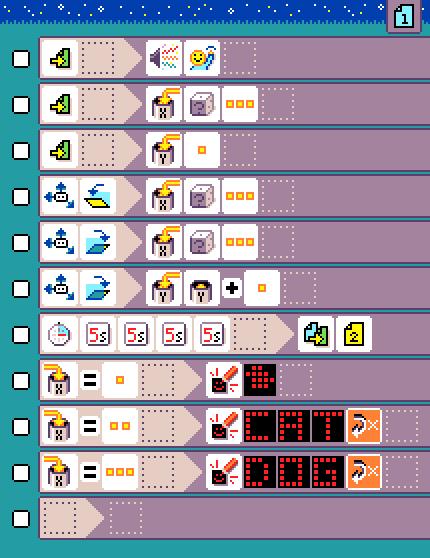 1
X ?
Y
X ?
X ?
Y Y +
5s 5s 5s 5s 2
X =
X = CAT x
X = DOG x